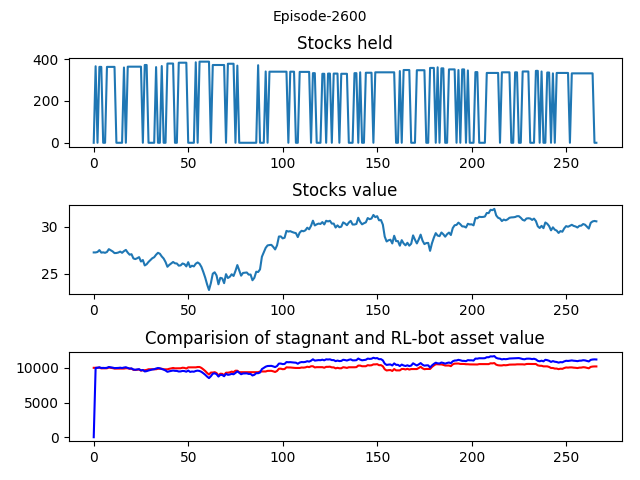 Episode-2600
Stocks held
400
200
0
0 50 100 150 200 250
Stocks value
30
25
0 50 100 150 200 250
Comparision of stagnant and RL-bot asset value
10000
5000
0
0 50 100 150 200 250